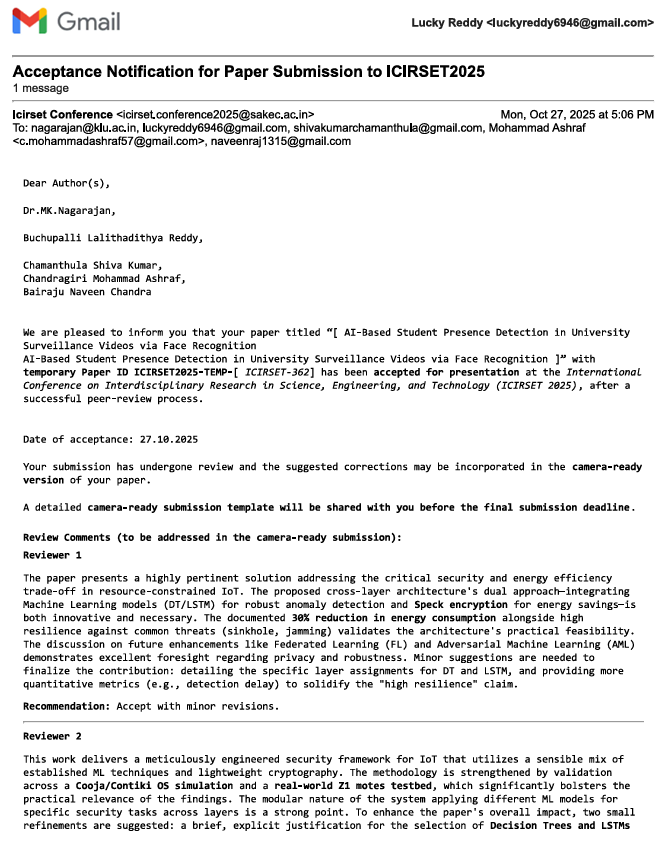 Gmail
Lucky Reddy <luckyreddy6946@gmail.com>
Acceptance Notification for Paper Submission to ICIRSET2025
1 message
Icirset Conference <icirset.conference2025@sakec.ac.in>
Mon, Oct 27, 2025 at 5:06 PM
To: nagarajan@klu.ac.in, luckyreddy6946@gmail.com, shivakumarchamanthula@gmail.com, Mohammad Ashraf
<c.mohammadashraf57@gmail.com>, naveenraj1315@gmail.com
Dear Author(s),
Dr.MK.Nagarajan,
Buchupalli Lalithadithya Reddy,
Chamanthula Shiva Kumar,
Chandragiri Mohammad Ashraf,
Bairaju Naveen Chandra
We are pleased to inform you that your paper titled “[ AI-Based Student Presence Detection in University
Surveillance Videos via Face Recognition
AI-Based Student Presence Detection in University Surveillance Videos via Face Recognition ]” with
temporary Paper ID ICIRSET2025-TEMP-[ ICIRSET-362] has been accepted for presentation at the International
Conference on Interdisciplinary Research in Science, Engineering, and Technology (ICIRSET 2025), after a
successful peer-review process.
Date of acceptance: 27.10.2025
Your submission has undergone review and the suggested corrections may be incorporated in the camera-ready
version of your paper.
A detailed camera-ready submission template will be shared with you before the final submission deadline.
Review Comments (to be addressed in the camera-ready submission):
Reviewer 1
The paper presents a highly pertinent solution addressing the critical security and energy efficiency
trade-off in resource-constrained IoT. The proposed cross-layer architecture's dual approach—integrating
Machine Learning models (DT/LSTM) for robust anomaly detection and Speck encryption for energy savings—is
both innovative and necessary. The documented 30% reduction in energy consumption alongside high
resilience against common threats (sinkhole, jamming) validates the architecture's practical feasibility.
The discussion on future enhancements like Federated Learning (FL) and Adversarial Machine Learning (AML)
demonstrates excellent foresight regarding privacy and robustness. Minor suggestions are needed to
finalize the contribution: detailing the specific layer assignments for DT and LSTM, and providing more
quantitative metrics (e.g., detection delay) to solidify the "high resilience" claim.
Recommendation: Accept with minor revisions.
Reviewer 2
This work delivers a meticulously engineered security framework for IoT that utilizes a sensible mix of
established ML techniques and lightweight cryptography. The methodology is strengthened by validation
across a Cooja/Contiki OS simulation and a real-world Z1 motes testbed, which significantly bolsters the
practical relevance of the findings. The modular nature of the system applying different ML models for
specific security tasks across layers is a strong point. To enhance the paper's overall impact, two small
refinements are suggested: a brief, explicit justification for the selection of Decision Trees and LSTMs